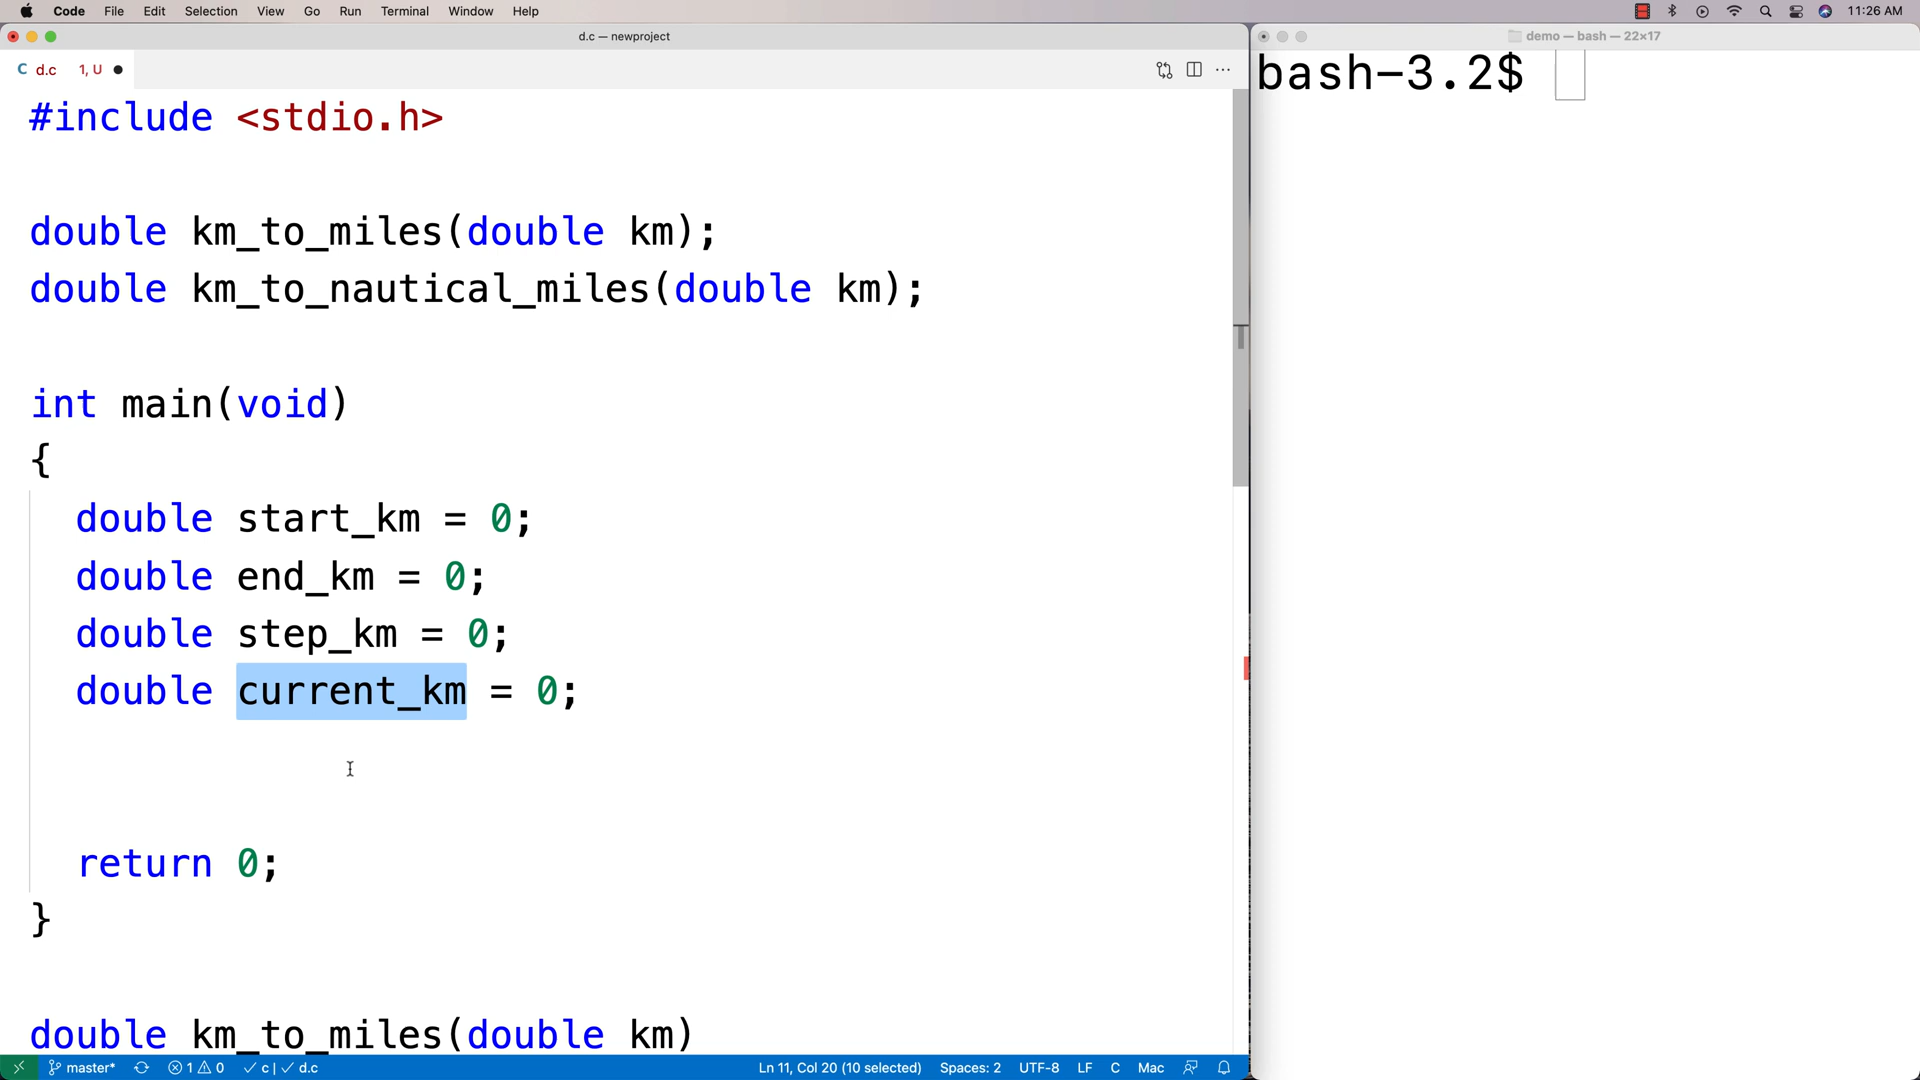 Code File Edit Selection View Go Run Terminal Window Help 11:26 AM
d.c — newproject
demo — bash — 22×17
C d.c 1, U
bash-3.2$
#include <stdio.h>
double km_to_miles(double km);
double km_to_nautical_miles(double km);
int main(void)
{
double start_km = 0;
double end_km = 0;
double step_km = 0;
double current_km = 0;
return 0;
}
double km_to_miles(double km)
master* 1 0 c | d.c Ln 11, Col 20 (10 selected) Spaces: 2 UTF-8 LF C Mac